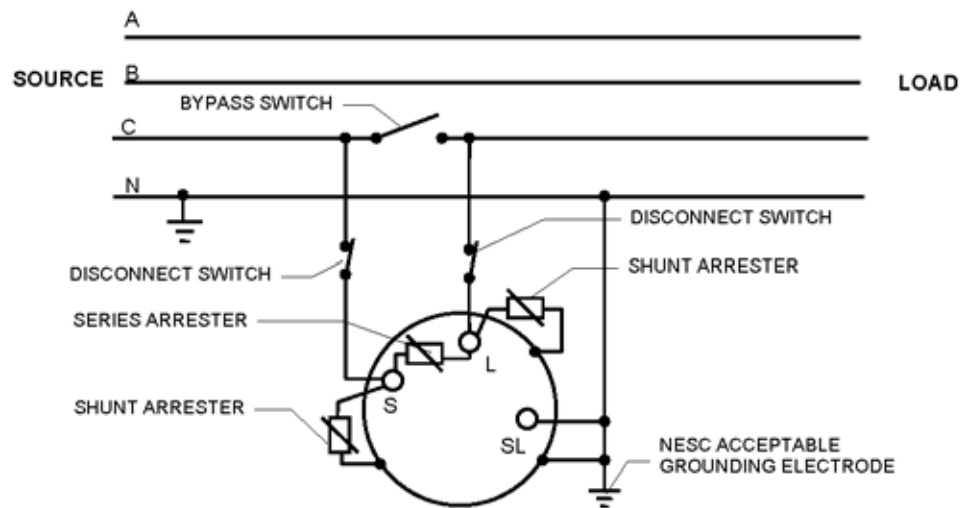 A
SOURCE
B
LOAD
BYPASS SWITCH
C
N
DISCONNECT SWITCH
DISCONNECT SWITCH
SHUNT ARRESTER
SERIES ARRESTER
L
S
SHUNT ARRESTER
SL
NESC ACCEPTABLE
GROUNDING ELECTRODE